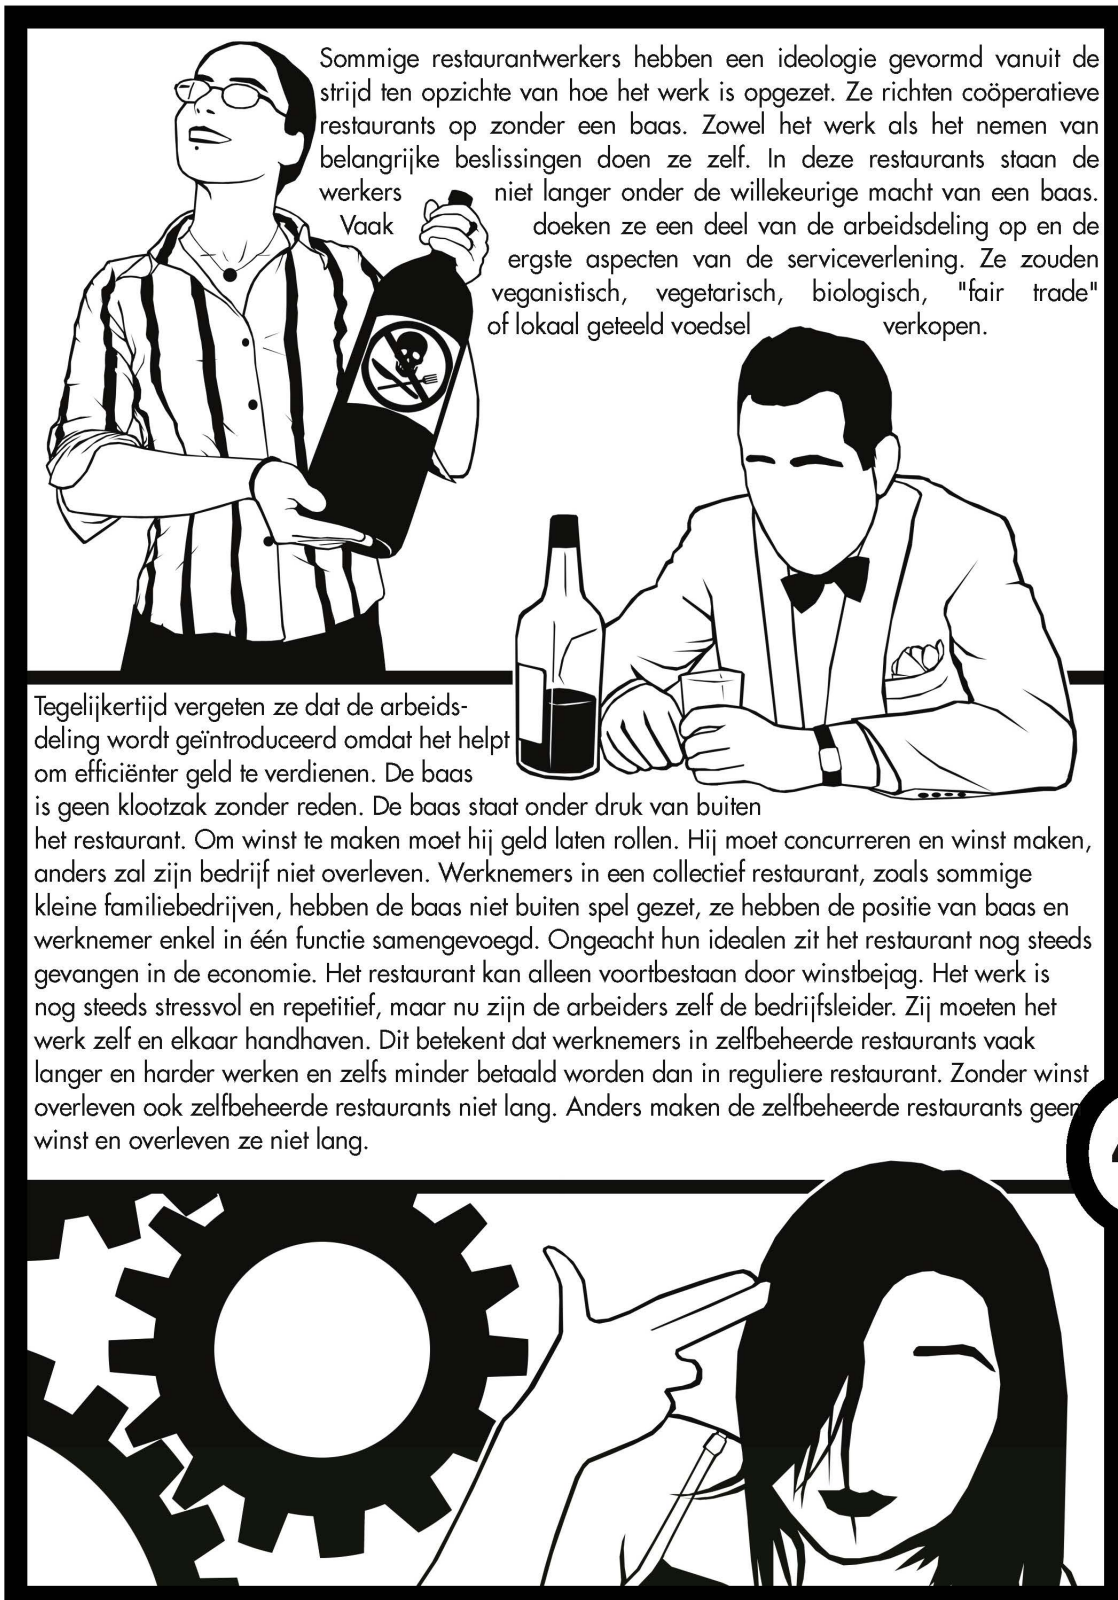 Sommige restaurantwerkers hebben een ideologie gevormd vanuit de
strijd ten opzichte van hoe het werk is opgezet. Ze richten coöperatieve
restaurants op zonder een baas. Zowel het werk als het nemen van
belangrijke beslissingen doen ze zelf. In deze restaurants staan de
werkers niet langer onder de willekeurige macht van een baas.
Vaak doeken ze een deel van de arbeidsdeling op en de
ergste aspecten van de serviceverlening. Ze zouden
veganistisch, vegetarisch, biologisch, "fair trade"
of lokaal geteeld voedsel verkopen.
Tegelijkertijd vergeten ze dat de arbeids-
deling wordt geïntroduceerd omdat het helpt
om efficiënter geld te verdienen. De baas
is geen klootzak zonder reden. De baas staat onder druk van buiten
het restaurant. Om winst te maken moet hij geld laten rollen. Hij moet concurreren en winst maken,
anders zal zijn bedrijf niet overleven. Werknemers in een collectief restaurant, zoals sommige
kleine familiebedrijven, hebben de baas niet buiten spel gezet, ze hebben de positie van baas en
werknemer enkel in één functie samengevoegd. Ongeacht hun idealen zit het restaurant nog steeds
gevangen in de economie. Het restaurant kan alleen voortbestaan door winstbejag. Het werk is
nog steeds stressvol en repetitief, maar nu zijn de arbeiders zelf de bedrijfsleider. Zij moeten het
werk zelf en elkaar handhaven. Dit betekent dat werknemers in zelfbeheerde restaurants vaak
langer en harder werken en zelfs minder betaald worden dan in reguliere restaurant. Zonder winst
overleven ook zelfbeheerde restaurants niet lang. Anders maken de zelfbeheerde restaurants geen
winst en overleven ze niet lang.